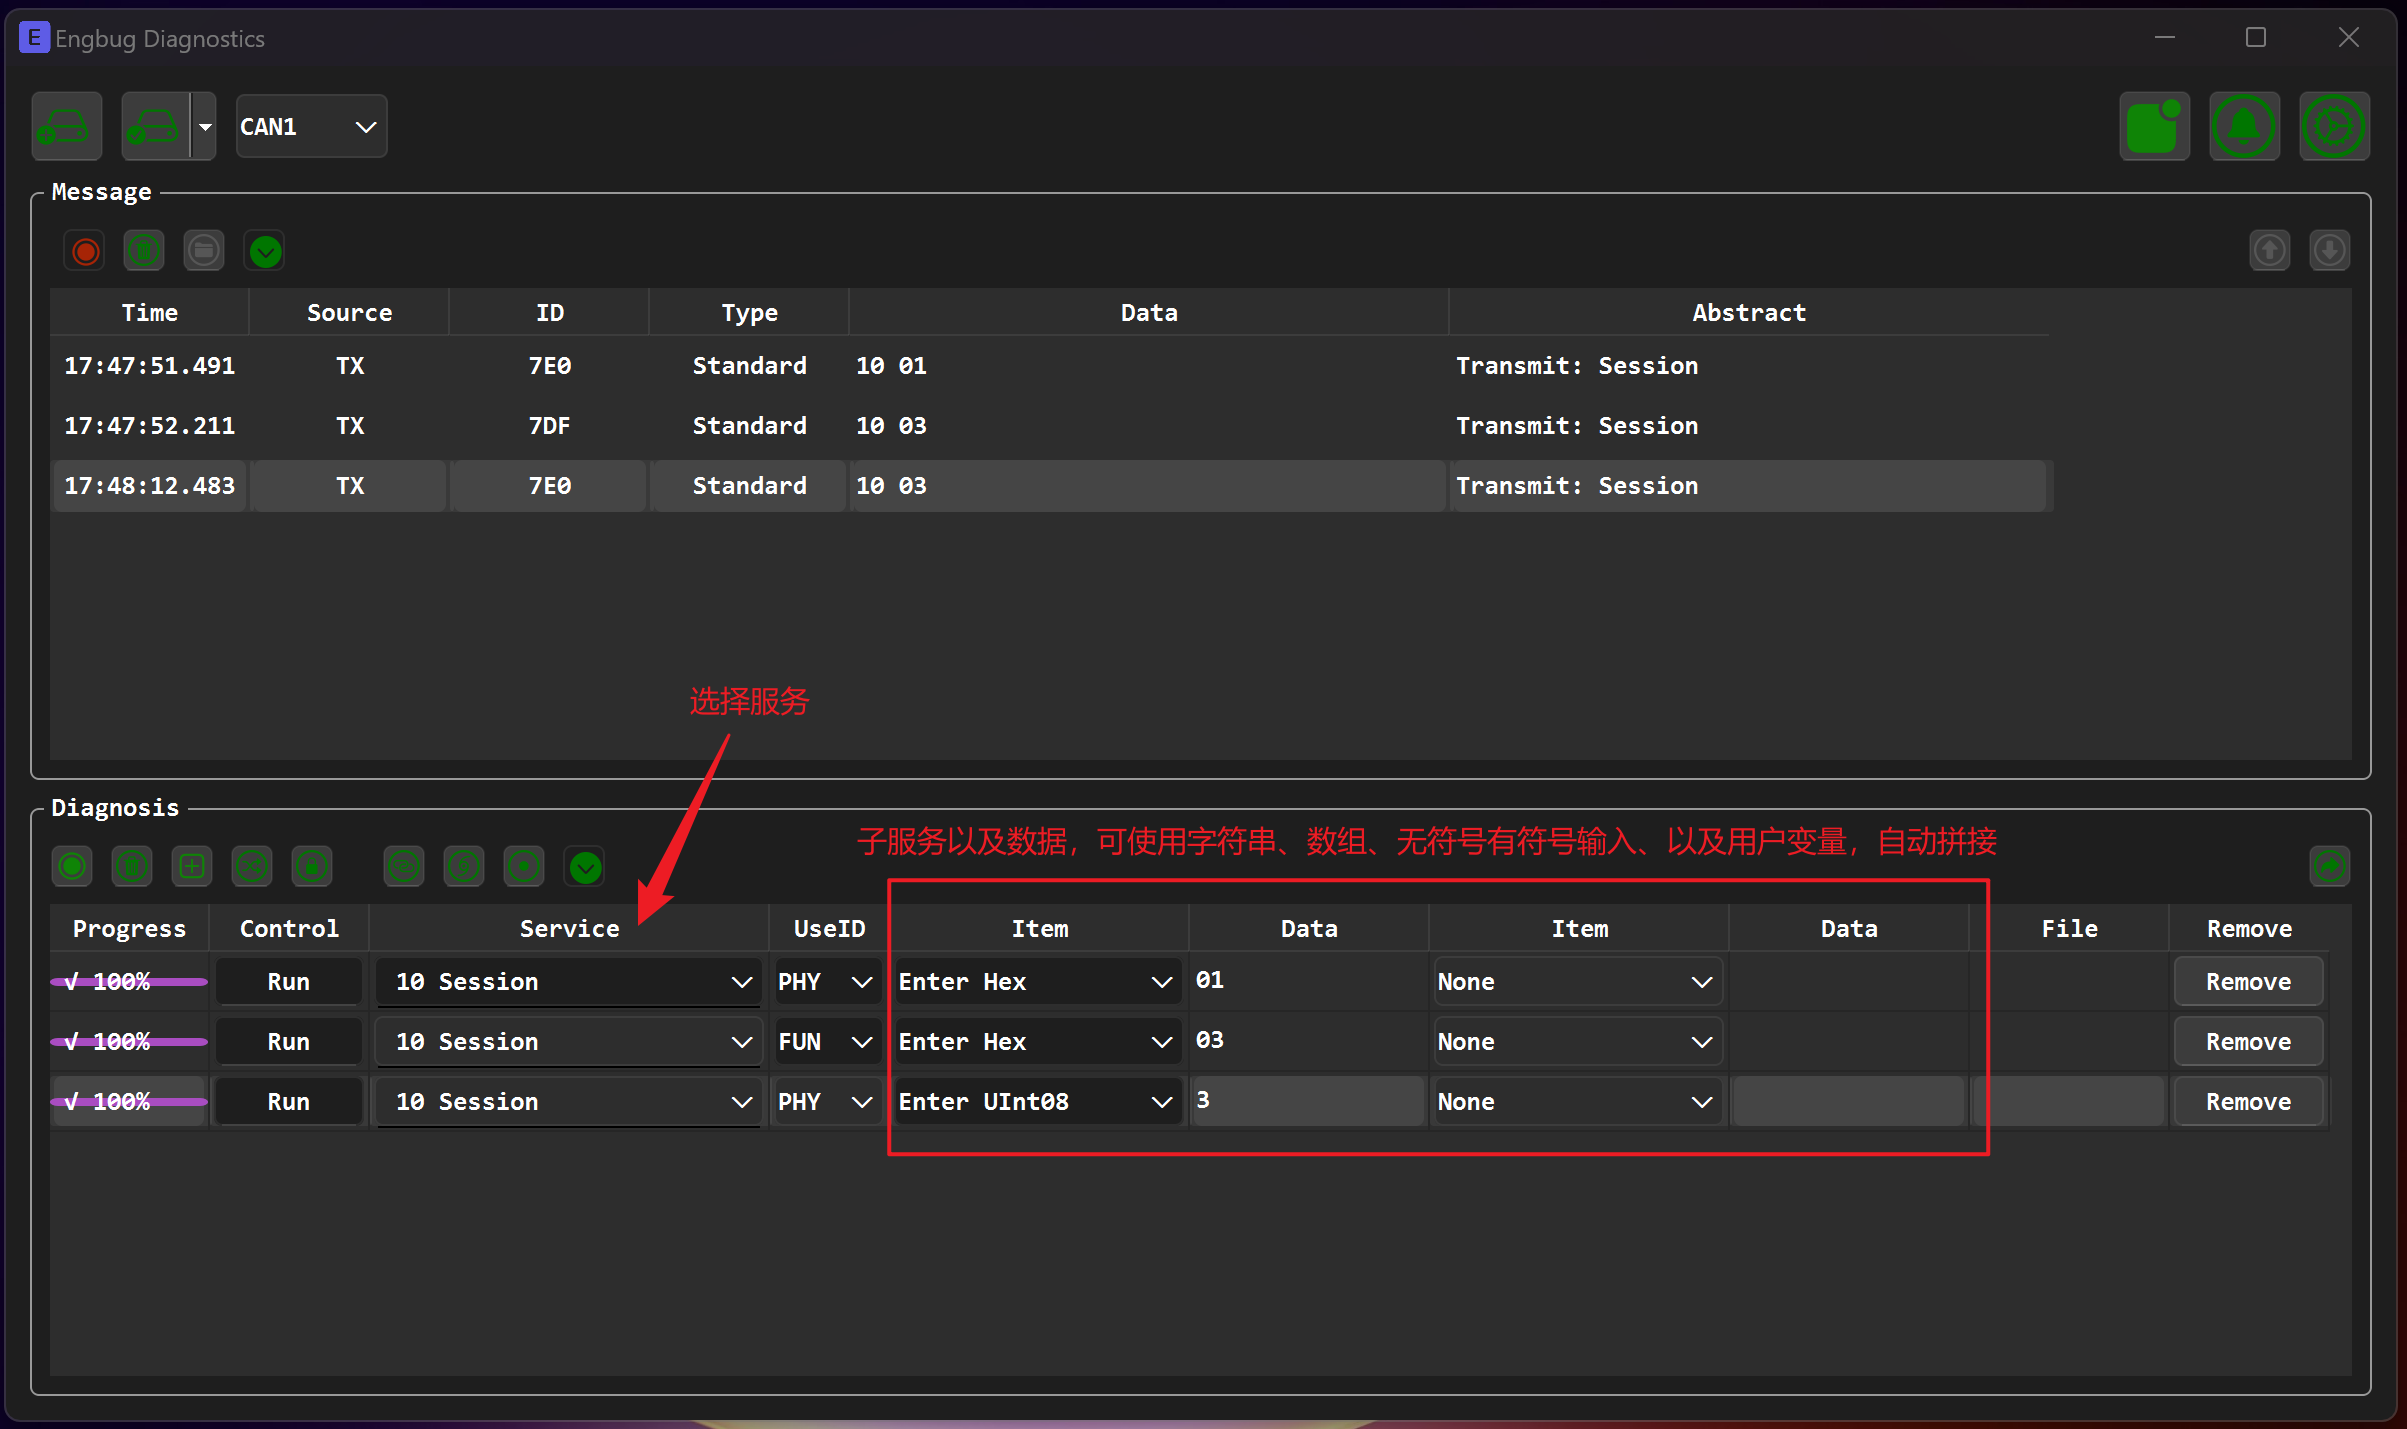 E Engbug Diagnostics
CAN1
Message
Time Source ID Type Data Abstract
17:47:51.491 TX 7E0 Standard 10 01 Transmit: Session
17:47:52.211 TX 7DF Standard 10 03 Transmit: Session
17:48:12.483 TX 7E0 Standard 10 03 Transmit: Session
选择服务
Diagnosis
子服务以及数据，可使用字符串、数组、无符号有符号输入、以及用户变量，自动拼接
Progress Control Service UseID Item Data Item Data File Remove
√ 100% Run 10 Session PHY Enter Hex 01 None Remove
√ 100% Run 10 Session FUN Enter Hex 03 None Remove
√ 100% Run 10 Session PHY Enter UInt08 3 None Remove